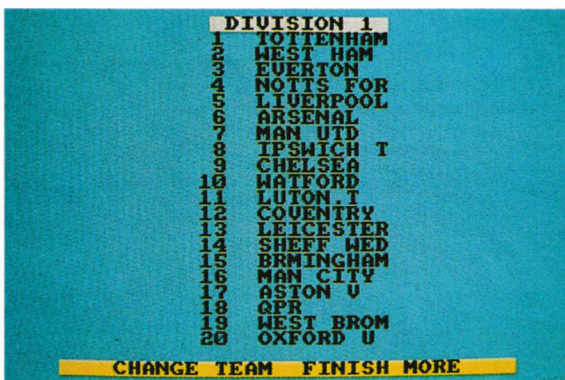 DIVISION 1
1 TOTTENHAM
2 WEST HAM
3 EVERTON
4 NOTTS FOR
5 LIVERPOOL
6 ARSENAL
7 MAN UTD
8 IPSWICH T
9 CHELSEA
10 WATFORD
11 LUTON.T
12 COVENTRY
13 LEICESTER
14 SHEFF WED
15 BRMINGHAM
16 MAN CITY
17 ASTON V
18 QPR
19 WEST BROM
20 OXFORD U
CHANGE TEAM FINISH MORE